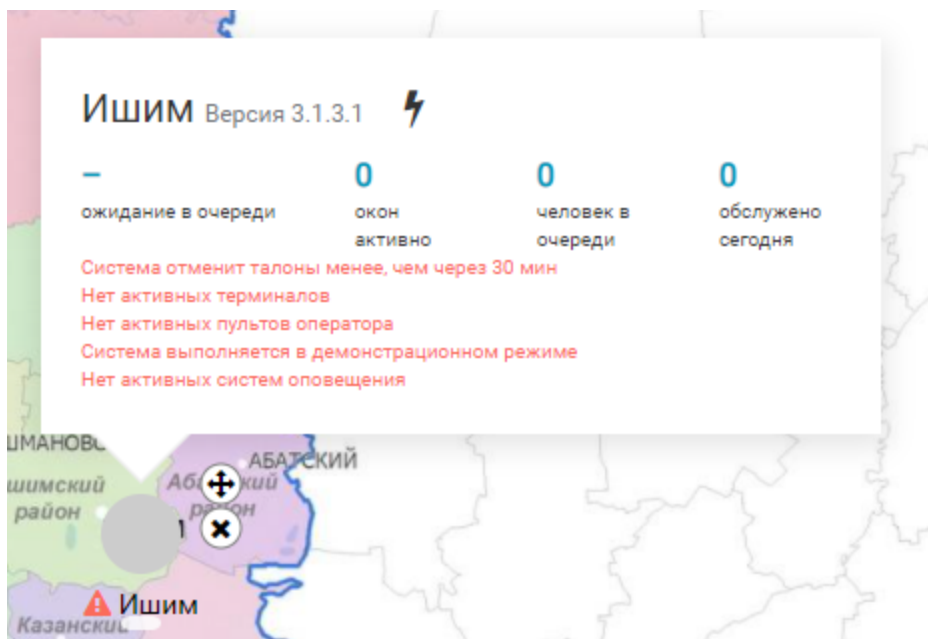 Ишим Версия 3.1.3.1
–
0
0
0
ожидание в очереди
окон активно
человек в очереди
обслужено сегодня
Система отменит талоны менее, чем через 30 мин
Нет активных терминалов
Нет активных пультов оператора
Система выполняется в демонстрационном режиме
Нет активных систем оповещения
АБАТСКИЙ
район
район
Ишим